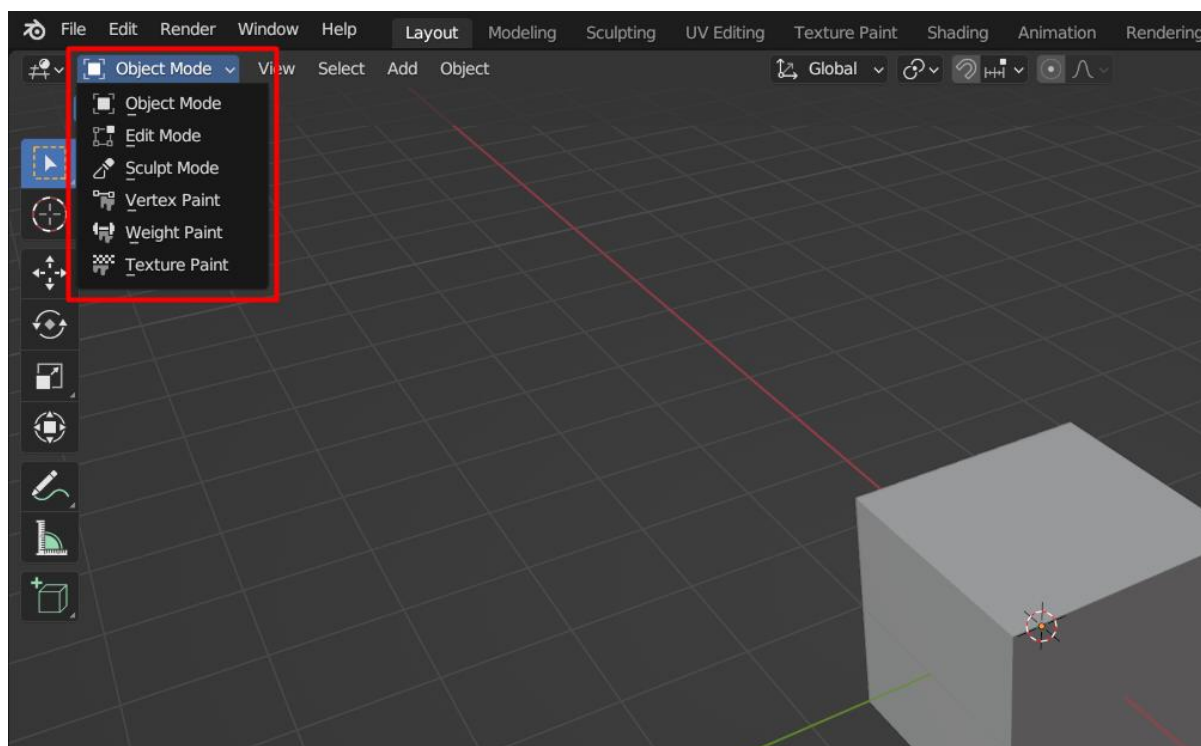 File Edit Render Window Help Layout Modeling Sculpting UV Editing Texture Paint Shading Animation Rendering
Object Mode View Select Add Object Global
Object Mode
Edit Mode
Sculpt Mode
Vertex Paint
Weight Paint
Texture Paint